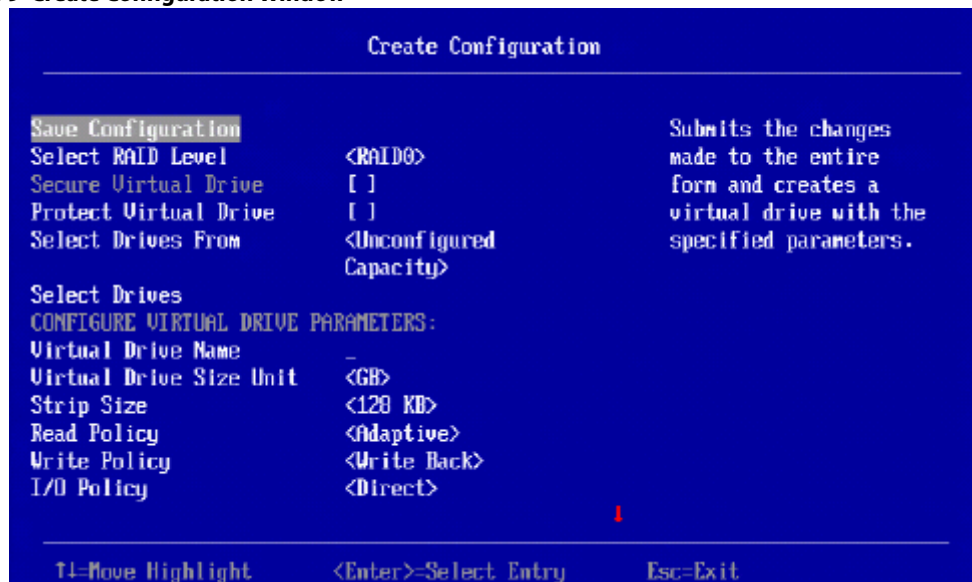 Create Configuration
Save Configuration
Submits the changes
Select RAID Level <RAID0>
made to the entire
Secure Virtual Drive [ ]
form and creates a
Protect Virtual Drive [ ]
virtual drive with the
Select Drives From <Unconfigured
specified parameters.
Capacity>
Select Drives
CONFIGURE VIRTUAL DRIVE PARAMETERS:
Virtual Drive Name _
Virtual Drive Size Unit <GB>
Strip Size <128 KB>
Read Policy <Adaptive>
Write Policy <Write Back>
I/O Policy <Direct>
↓
↑↓=Move Highlight <Enter>=Select Entry Esc=Exit